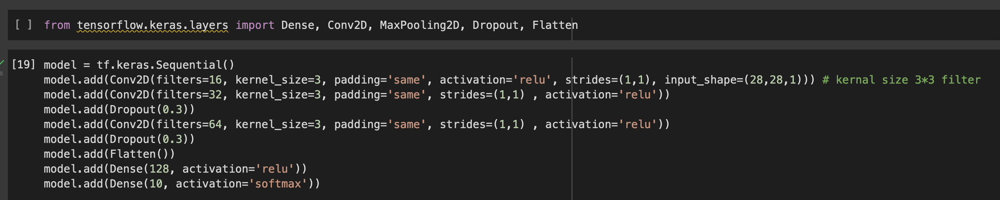 [ ] from tensorflow.keras.layers import Dense, Conv2D, MaxPooling2D, Dropout, Flatten
[19] model = tf.keras.Sequential()
model.add(Conv2D(filters=16, kernel_size=3, padding='same', activation='relu', strides=(1,1), input_shape=(28,28,1))) # kernal size 3*3 filter
model.add(Conv2D(filters=32, kernel_size=3, padding='same', strides=(1,1) , activation='relu'))
model.add(Dropout(0.3))
model.add(Conv2D(filters=64, kernel_size=3, padding='same', strides=(1,1) , activation='relu'))
model.add(Dropout(0.3))
model.add(Flatten())
model.add(Dense(128, activation='relu'))
model.add(Dense(10, activation='softmax'))